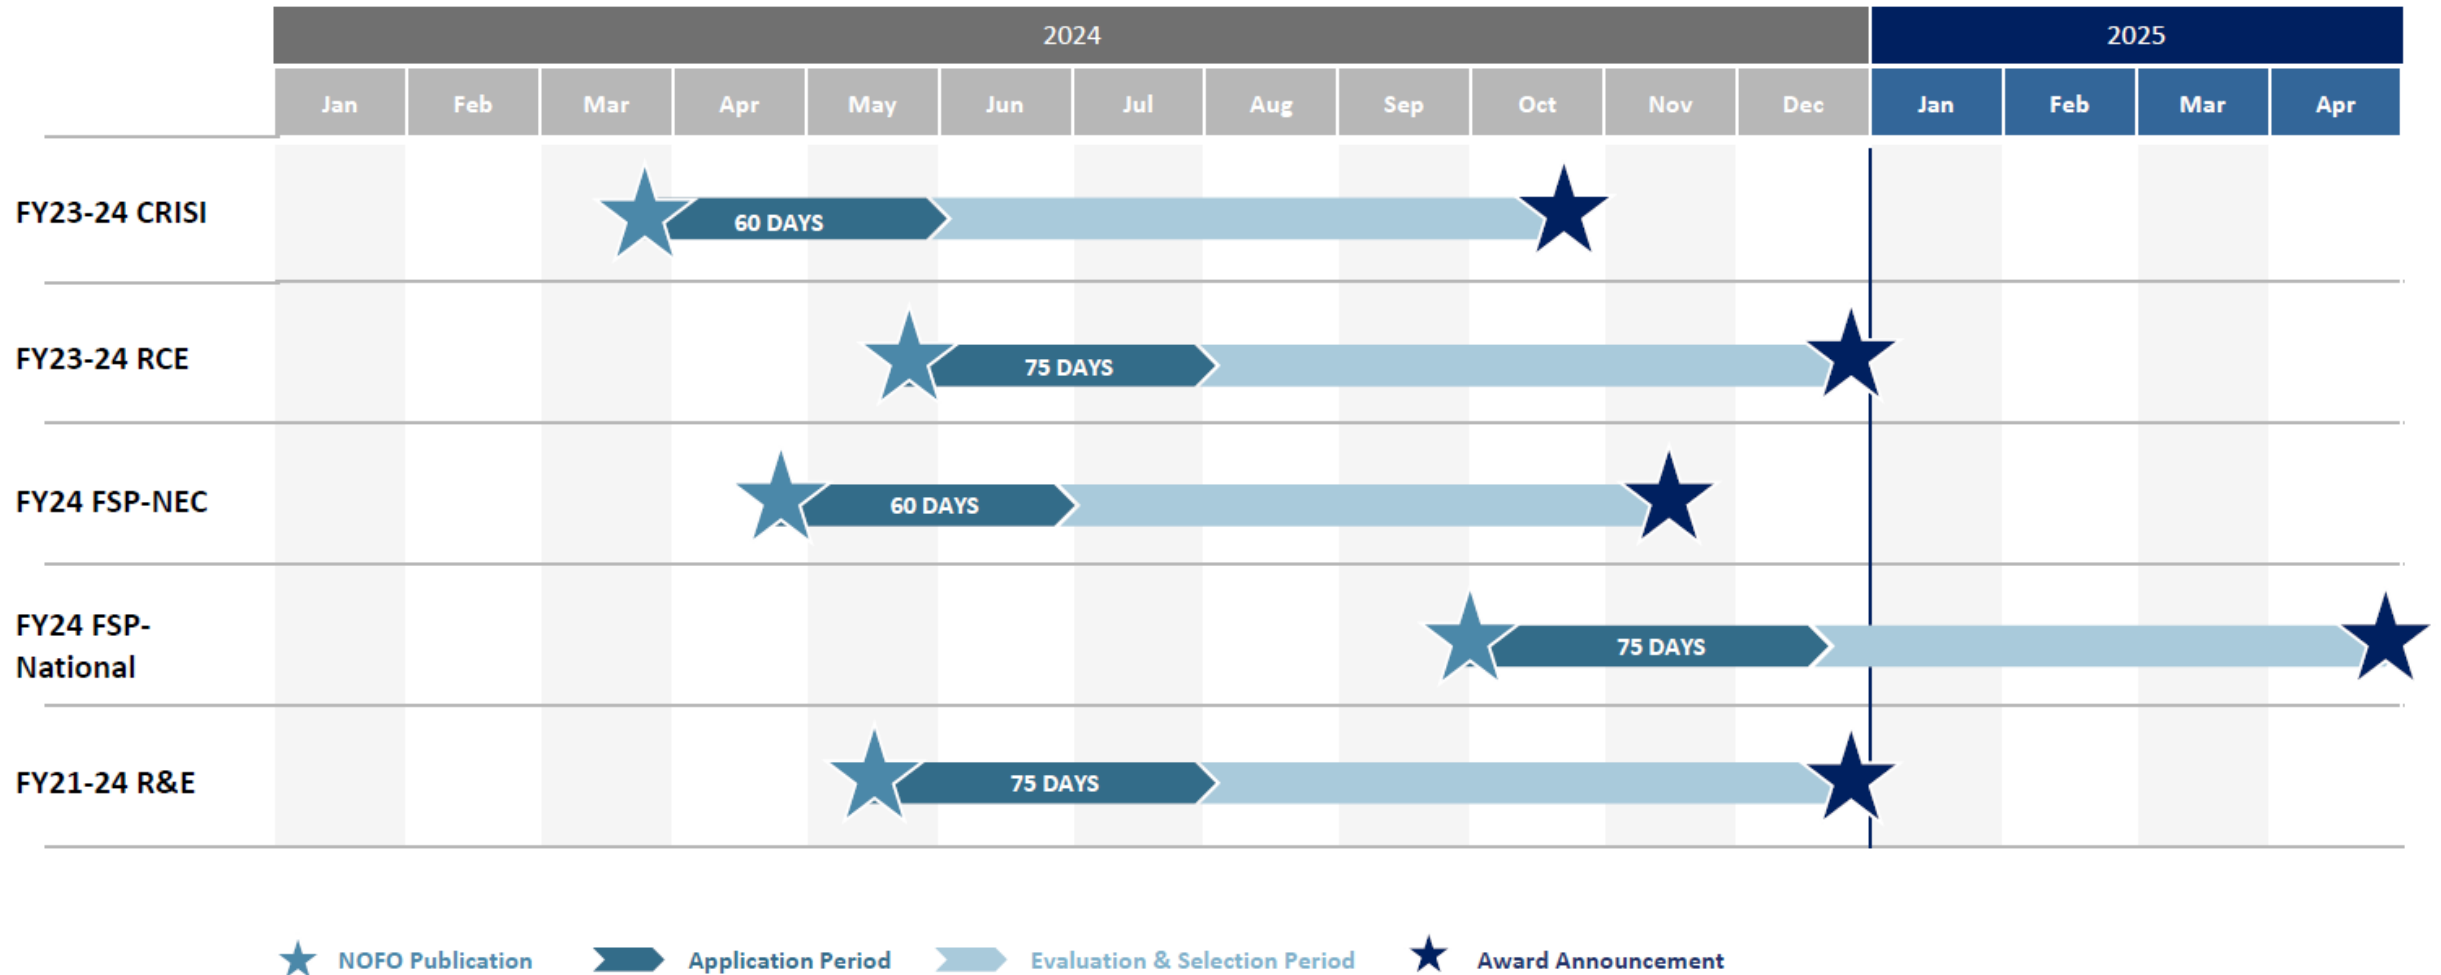 2024 2025
Jan Feb Mar Apr May Jun Jul Aug Sep Oct Nov Dec Jan Feb Mar Apr
FY23-24 CRISI 60 DAYS
FY23-24 RCE 75 DAYS
FY24 FSP-NEC 60 DAYS
FY24 FSP-
National 75 DAYS
FY21-24 R&E 75 DAYS
NOFO Publication Application Period Evaluation & Selection Period Award Announcement